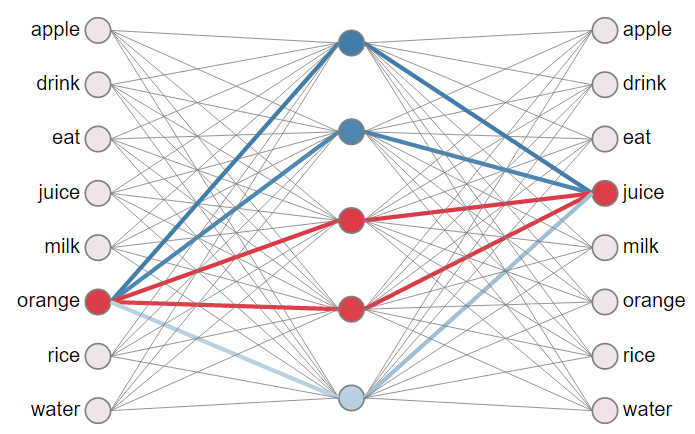 apple apple
drink drink
eat eat
juice juice
milk milk
orange orange
rice rice
water water